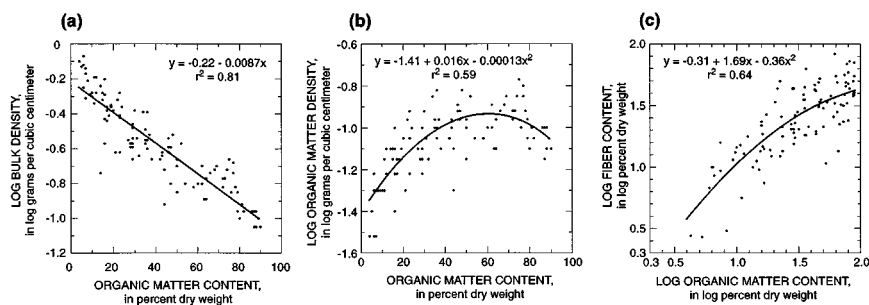 (a)
y = -0.22 - 0.0087x
r² = 0.81
LOG BULK DENSITY,
in log grams per cubic centimeter
-0
-0.2
-0.4
-0.6
-0.8
-1.0
-1.2
0 20 40 60 80 100
ORGANIC MATTER CONTENT,
in percent dry weight
(b)
y = -1.41 + 0.016x - 0.00013x²
r² = 0.59
LOG ORGANIC MATTER DENSITY,
in log grams per cubic centimeter
-0.6
-0.8
-1.0
-1.2
-1.4
-1.6
0 20 40 60 80 100
ORGANIC MATTER CONTENT,
in percent dry weight
(c)
y = -0.31 + 1.69x - 0.36x²
r² = 0.64
LOG FIBER CONTENT,
in log percent dry weight
2.0
1.5
1.0
0.5
0.3
0.3 0.5 1.0 1.5 2.0
LOG ORGANIC MATTER CONTENT,
in log percent dry weight